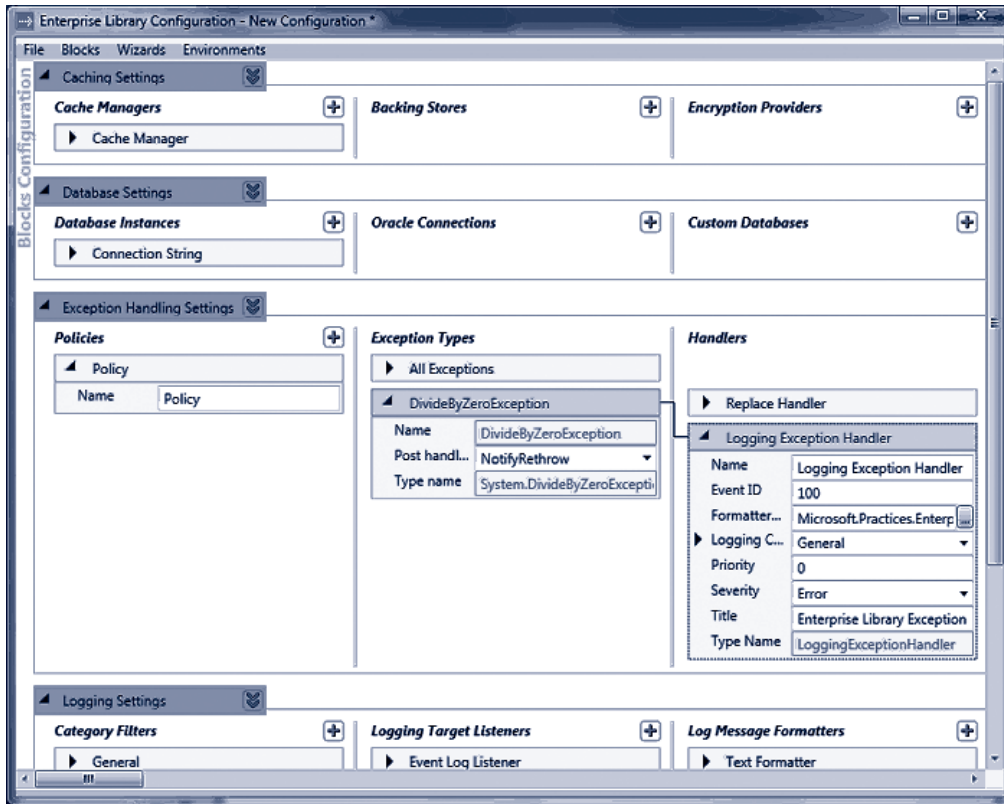 Enterprise Library Configuration - New Configuration *
File Blocks Wizards Environments
Blocks Configuration
Caching Settings
Cache Managers Backing Stores Encryption Providers
Cache Manager
Database Settings
Database Instances Oracle Connections Custom Databases
Connection String
Exception Handling Settings
Policies Exception Types Handlers
Policy All Exceptions
Name Policy DivideByZeroException Replace Handler
Name DivideByZeroException Logging Exception Handler
Post handl... NotifyRethrow Name Logging Exception Handler
Type name System.DivideByZeroExcepti Event ID 100
Formatter... Microsoft.Practices.Enterp ...
Logging C... General
Priority 0
Severity Error
Title Enterprise Library Exception
Type Name LoggingExceptionHandler
Logging Settings
Category Filters Logging Target Listeners Log Message Formatters
General Event Log Listener Text Formatter